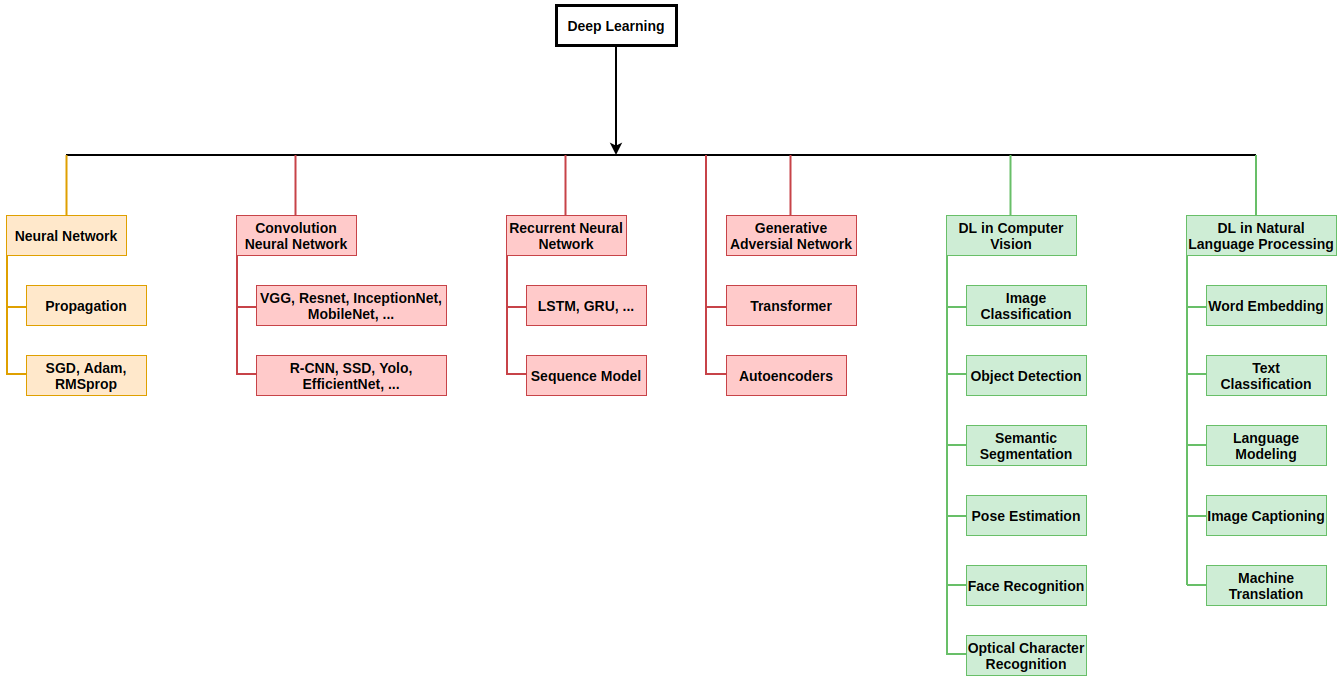 Deep Learning
Neural Network
Propagation
SGD, Adam,
RMSprop
Convolution
Neural Network
VGG, Resnet, InceptionNet,
MobileNet, ...
R-CNN, SSD, Yolo,
EfficientNet, ...
Recurrent Neural
Network
LSTM, GRU, ...
Sequence Model
Generative
Adversial Network
Transformer
Autoencoders
DL in Computer
Vision
Image
Classification
Object Detection
Semantic
Segmentation
Pose Estimation
Face Recognition
Optical Character
Recognition
DL in Natural
Language Processing
Word Embedding
Text
Classification
Language
Modeling
Image Captioning
Machine
Translation